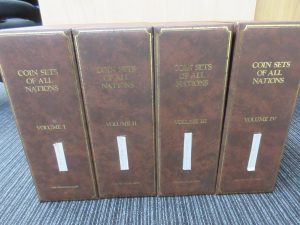 COIN SETS
OF ALL
NATIONS
VOLUME I
COIN SETS
OF ALL
NATIONS
VOLUME II
COIN SETS
OF ALL
NATIONS
VOLUME III
COIN SETS
OF ALL
NATIONS
VOLUME IV